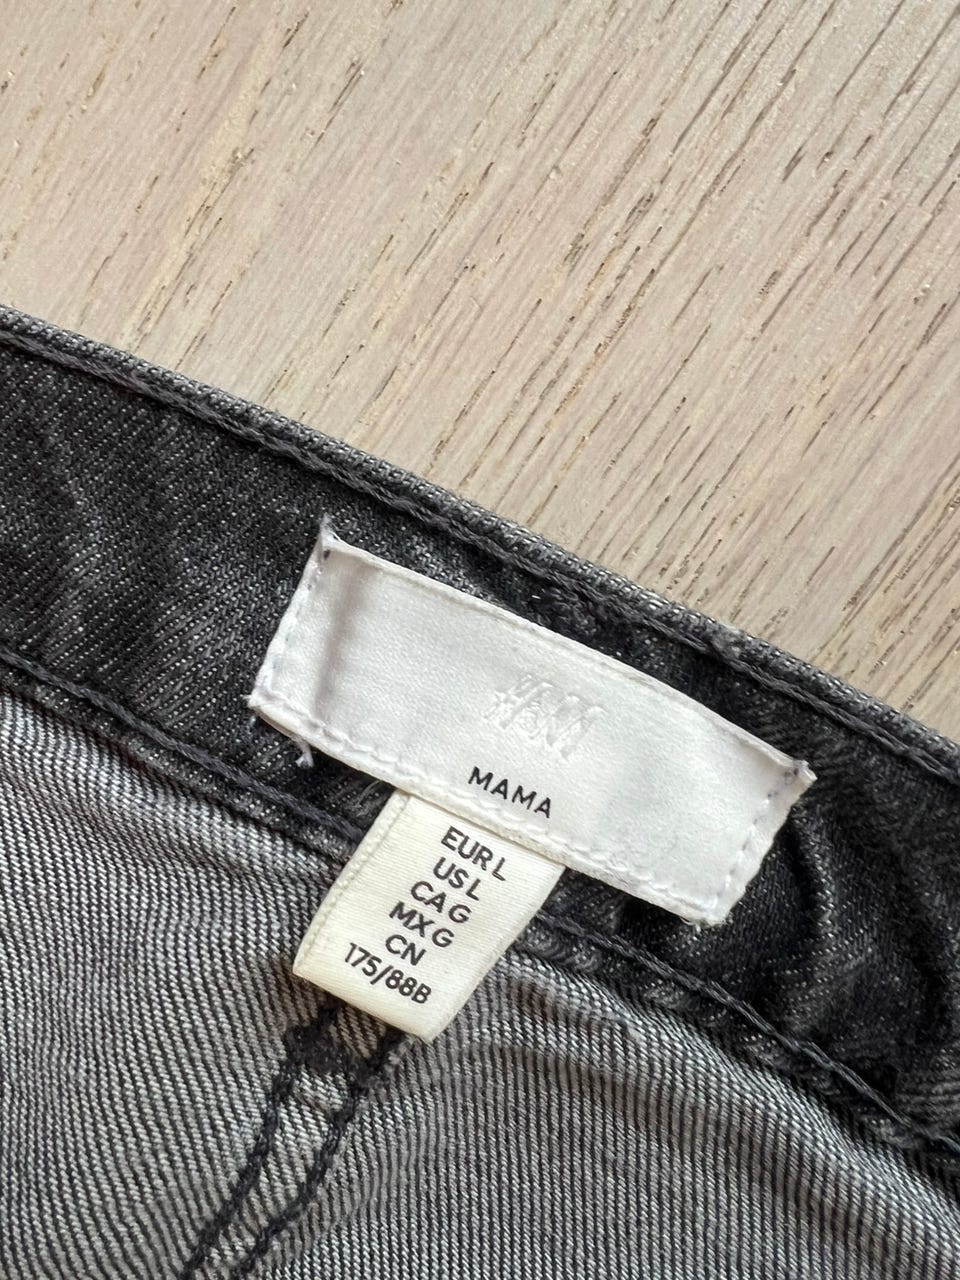 H&M
MAMA
EUR L
US L
CA G
MX G
CN
175/88B